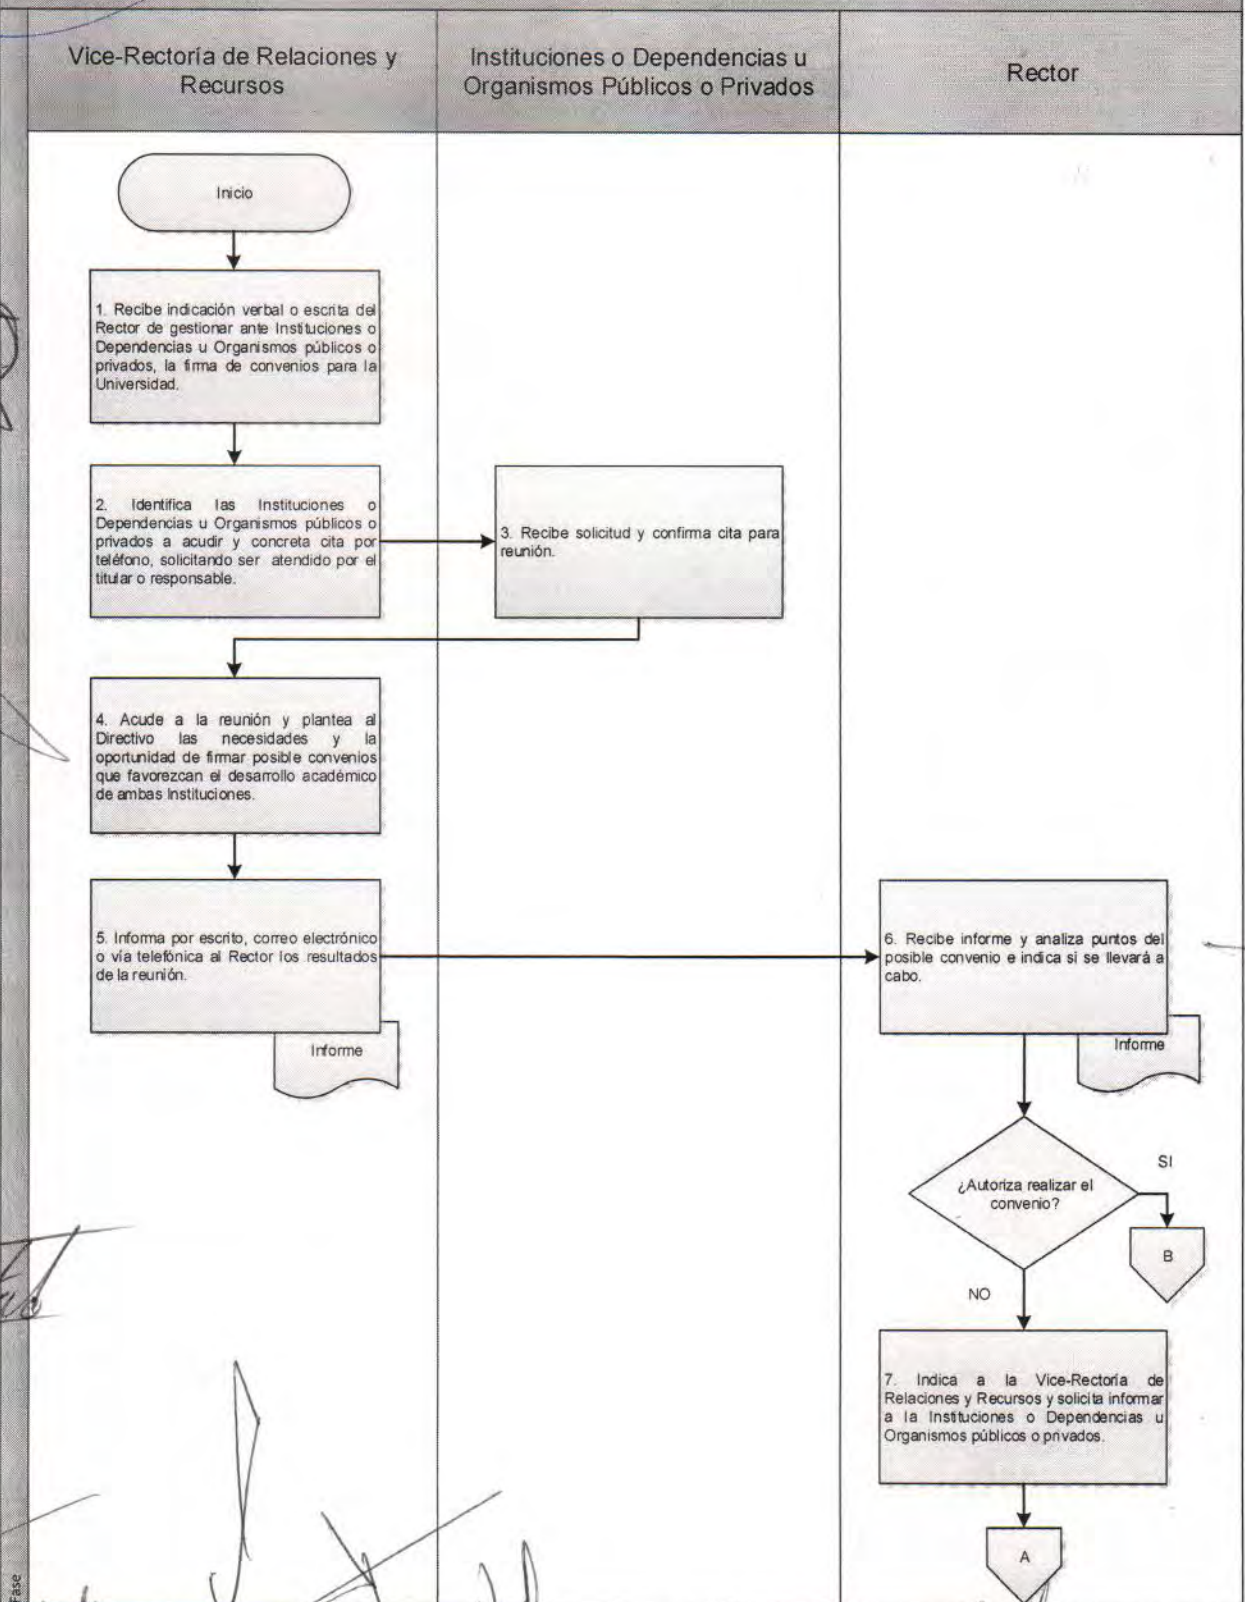 Vice-Rectoría de Relaciones y
Recursos
Instituciones o Dependencias u
Organismos Públicos o Privados
Rector
Inicio
1. Recibe indicación verbal o escrita del
Rector de gestionar ante Instituciones o
Dependencias u Organismos públicos o
privados, la firma de convenios para la
Universidad.
2. Identifica las Instituciones o
Dependencias u Organismos públicos o
privados a acudir y concreta cita por
teléfono, solicitando ser atendido por el
titular o responsable.
3. Recibe solicitud y confirma cita para
reunión.
4. Acude a la reunión y plantea al
Directivo las necesidades y la
oportunidad de firmar posible convenios
que favorezcan el desarrollo académico
de ambas Instituciones.
5. Informa por escrito, correo electrónico
o vía telefónica al Rector los resultados
de la reunión.
Informe
6. Recibe informe y analiza puntos del
posible convenio e indica si se llevará a
cabo.
Informe
¿Autoriza realizar el
convenio?
SI
B
NO
7. Indica a la Vice-Rectoría de
Relaciones y Recursos y solicita informar
a la Instituciones o Dependencias u
Organismos públicos o privados.
A
Fase